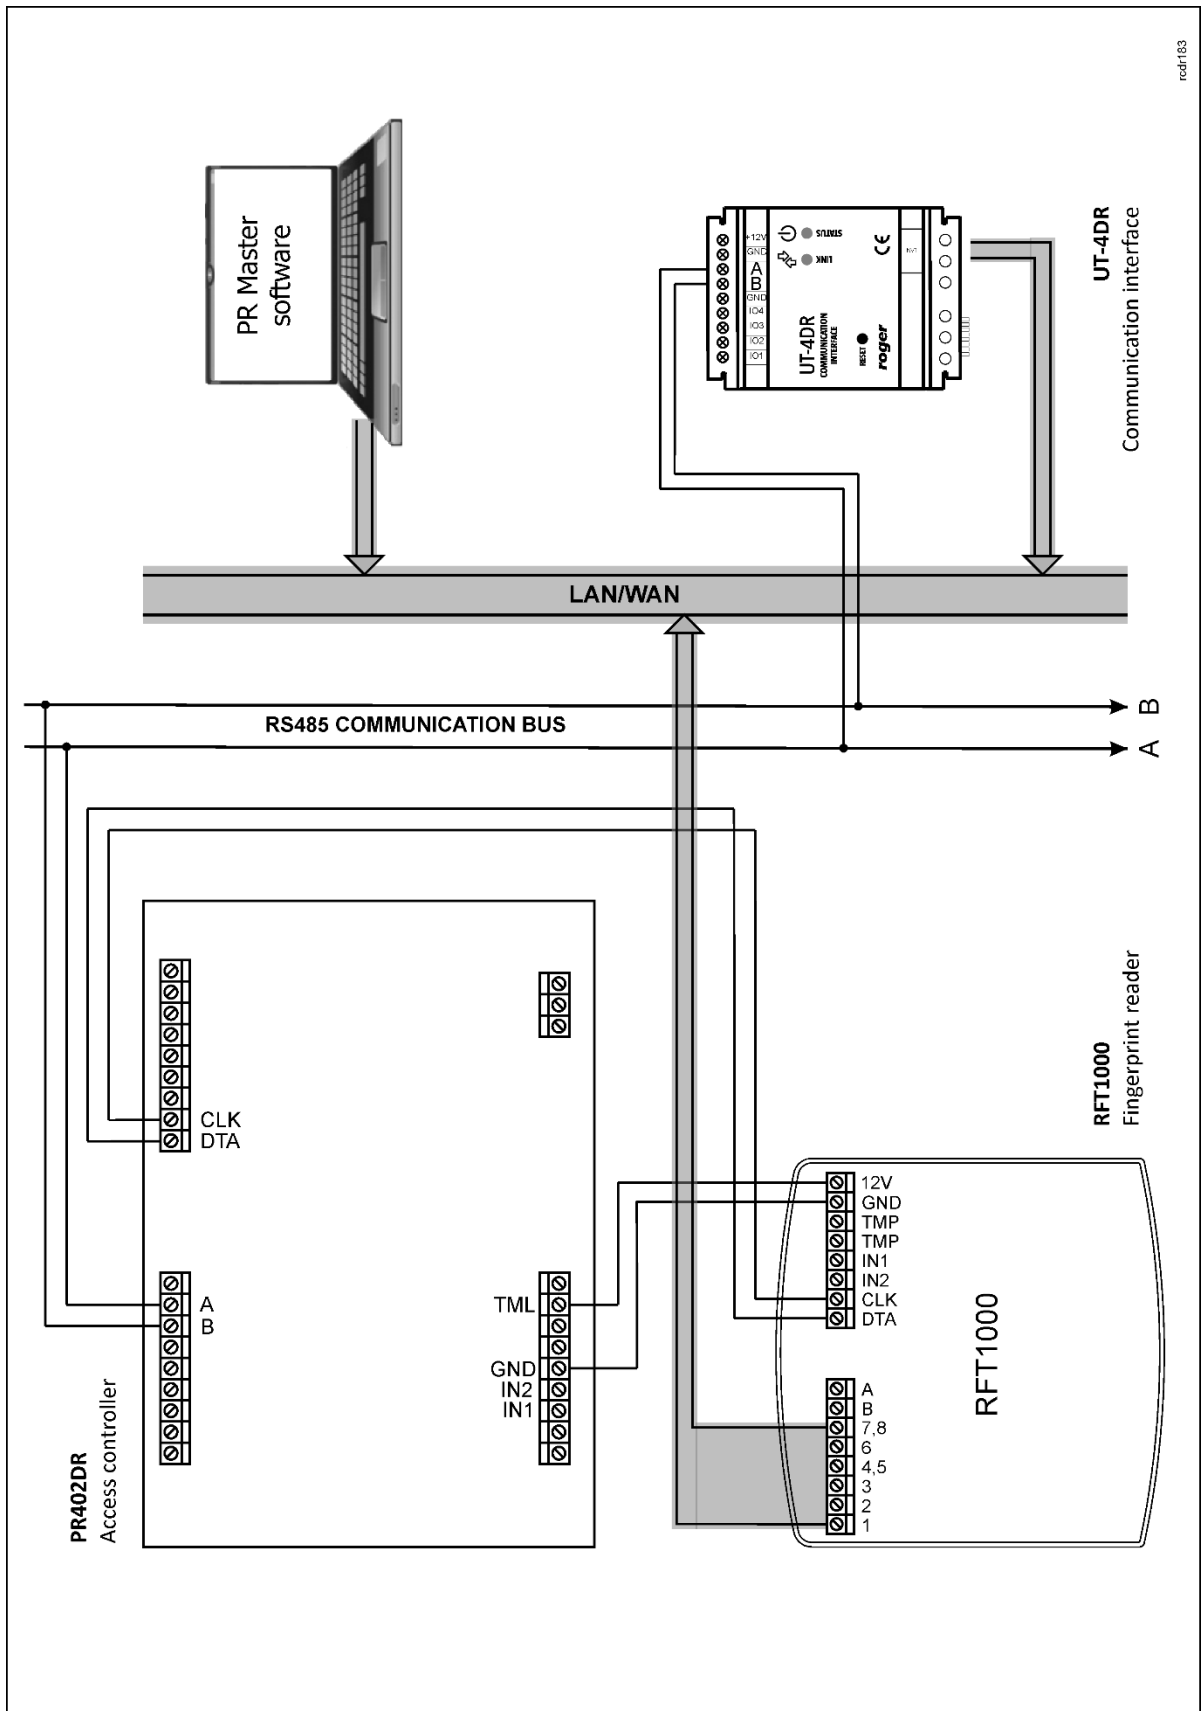 rcdr183
PR Master
software
+12V
GND
A
B
GND
IO4
IO3
IO2
IO1
STATUS
LINK
UT-4DR
COMMUNICATION
INTERFACE
RESET
roger
CE
LAN
UT-4DR
Communication interface
LAN/WAN
RS485 COMMUNICATION BUS
B
A
CLK
DTA
A
B
TML
GND
IN2
IN1
PR402DR
Access controller
RFT1000
Fingerprint reader
12V
GND
TMP
TMP
IN1
IN2
CLK
DTA
A
B
7,8
6
4,5
3
2
1
RFT1000